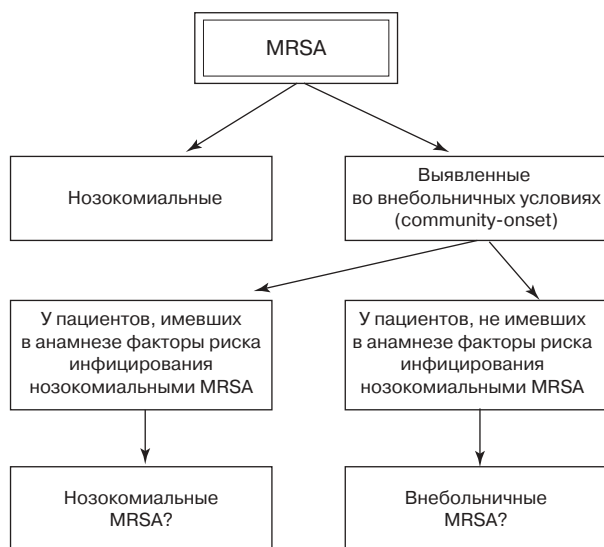 MRSA
Нозокомиальные
Выявленные
во внебольничных условиях
(community-onset)
У пациентов, имевших
в анамнезе факторы риска
инфицирования
нозокомиальными MRSA
У пациентов, не имевших
в анамнезе факторы риска
инфицирования
нозокомиальными MRSA
Нозокомиальные
MRSA?
Внебольничные
MRSA?